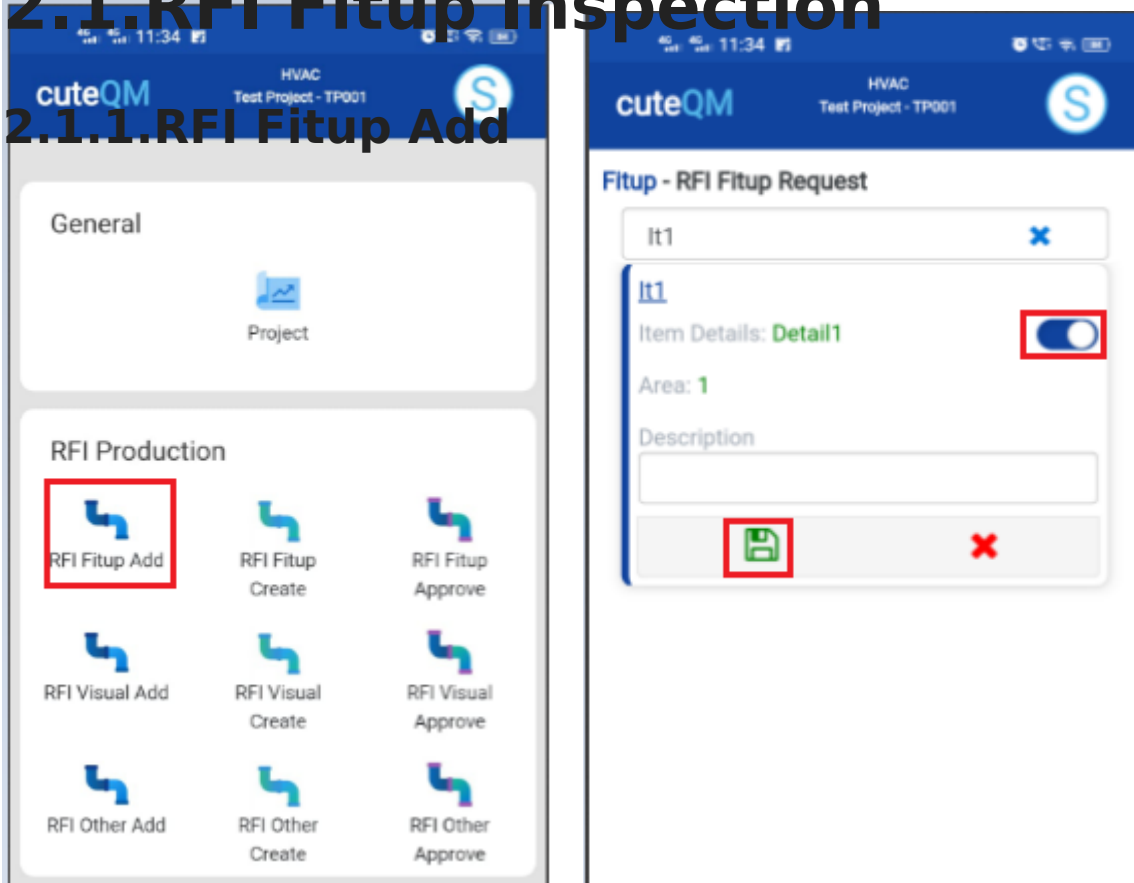 2.1.RFI Fitup Inspection
11:34
cuteQM
HVAC
Test Project - TP001
S
2.1.1.RFI Fitup Add
General
Project
RFI Production
RFI Fitup Add
RFI Fitup
Create
RFI Fitup
Approve
RFI Visual Add
RFI Visual
Create
RFI Visual
Approve
RFI Other Add
RFI Other
Create
RFI Other
Approve
11:34
cuteQM
HVAC
Test Project - TP001
S
Fitup - RFI Fitup Request
It1
It1
Item Details: Detail1
Area: 1
Description